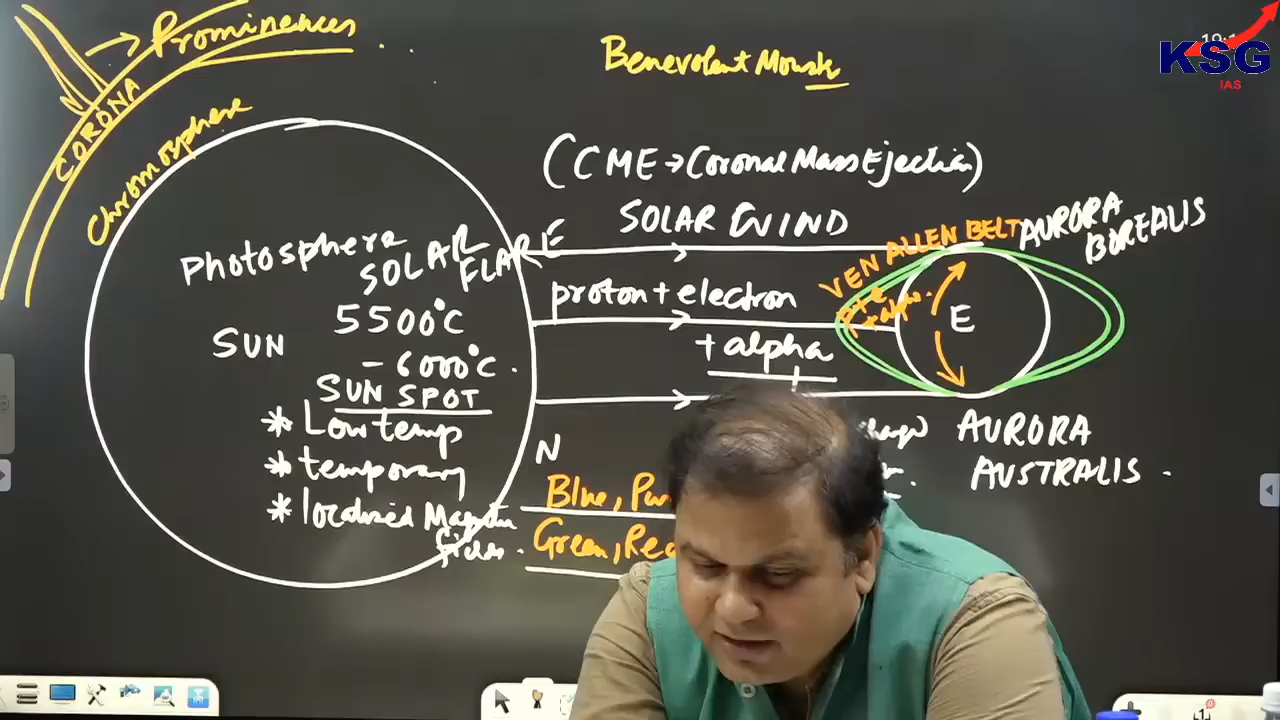 Prominences
CORONA
Chromosphere
Benevolent Monster
KSG
IAS
(CME → Coronal Mass Ejection)
SOLAR WIND
Photosphere
SOLAR FLARE
5500°C
- 6000°C.
SUN
SUN SPOT
* Low temp
* temporary
* localised Magnetic
fields.
proton + electron
+ alpha
VEN ALLEN BELT
AURORA
BOREALIS
E
AURORA
AUSTRALIS.
N
Blue,
Green, Red